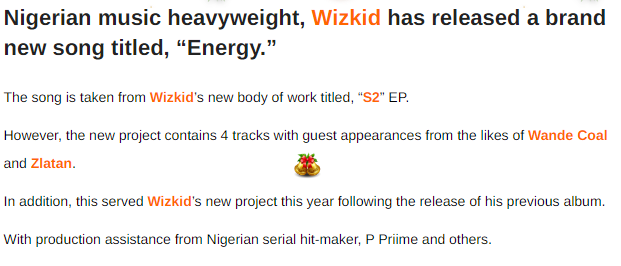 Nigerian music heavyweight, Wizkid has released a brand
new song titled, “Energy.”
The song is taken from Wizkid’s new body of work titled, “S2” EP.
However, the new project contains 4 tracks with guest appearances from the likes of Wande Coal
and Zlatan.
In addition, this served Wizkid’s new project this year following the release of his previous album.
With production assistance from Nigerian serial hit-maker, P Priime and others.